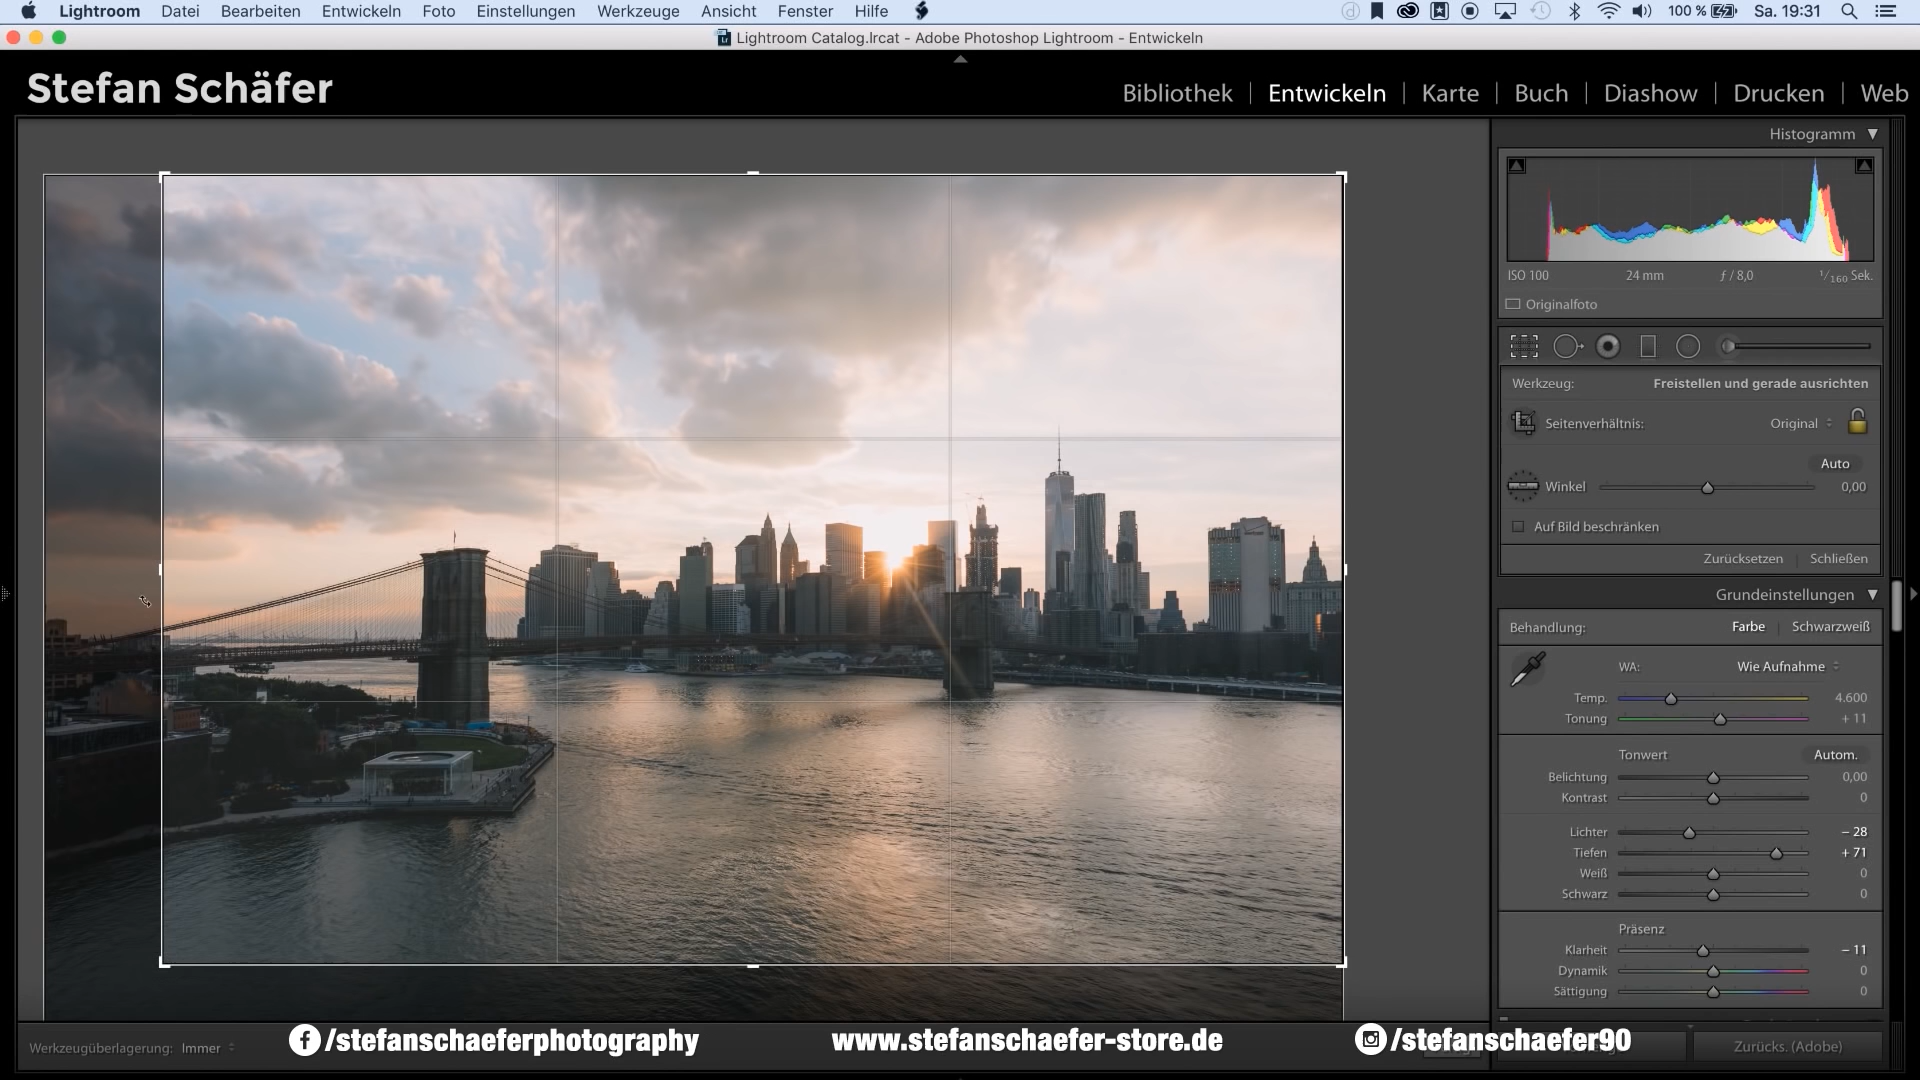 Lightroom Datei Bearbeiten Entwickeln Foto Einstellungen Werkzeuge Ansicht Fenster Hilfe 100 % Sa. 19:31
Lightroom Catalog.lrcat - Adobe Photoshop Lightroom - Entwickeln
Stefan Schäfer
Bibliothek | Entwickeln | Karte | Buch | Diashow | Drucken | Web
Histogramm
ISO 100 24 mm ƒ / 8,0 1/160 Sek.
Originalfoto
Werkzeug: Freistellen und gerade ausrichten
Seitenverhältnis: Original
Auto
Winkel 0,00
Auf Bild beschränken
Zurücksetzen | Schließen
Grundeinstellungen
Behandlung: Farbe | Schwarzweiß
WA: Wie Aufnahme
Temp. 4.600
Tonung + 11
Tonwert Autom.
Belichtung 0,00
Kontrast 0
Lichter − 28
Tiefen + 71
Weiß 0
Schwarz 0
Präsenz
Klarheit − 11
Dynamik 0
Sättigung 0
Werkzeugüberlagerung: Immer
/stefanschaeferphotography
www.stefanschaefer-store.de
/stefanschaefer90
Zurücks. (Adobe)